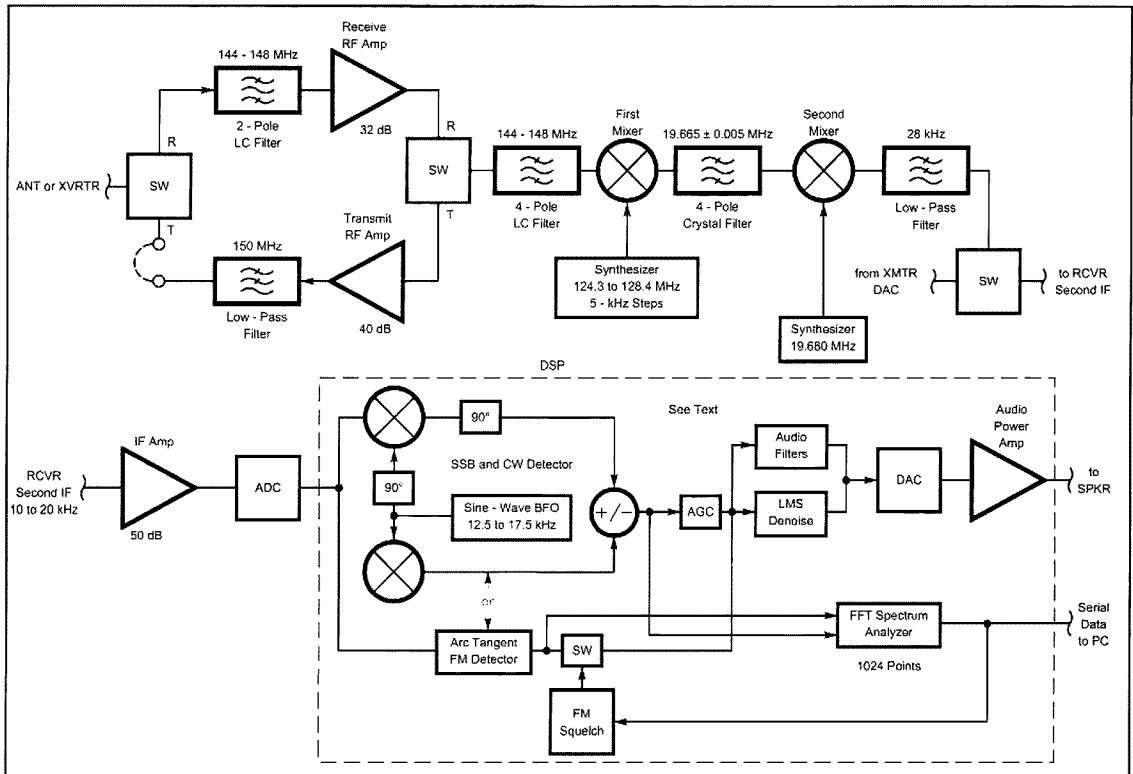 Receive
RF Amp
144 - 148 MHz
2 - Pole
LC Filter
32 dB
R
SW
T
ANT or XVRTR
150 MHz
Low - Pass
Filter
Transmit
RF Amp
40 dB
R
SW
T
144 - 148 MHz
4 - Pole
LC Filter
First
Mixer
Synthesizer
124.3 to 128.4 MHz
5 - kHz Steps
19.665 ± 0.005 MHz
4 - Pole
Crystal Filter
Second
Mixer
Synthesizer
19.680 MHz
28 kHz
Low - Pass
Filter
from XMTR
DAC
SW
to RCVR
Second IF
DSP
See Text
RCVR
Second IF
10 to 20 kHz
IF Amp
50 dB
ADC
90°
SSB and CW Detector
90°
Sine - Wave BFO
12.5 to 17.5 kHz
+/−
AGC
Audio
Filters
LMS
Denoise
DAC
Audio
Power
Amp
to
SPKR
or
Arc Tangent
FM Detector
SW
FM
Squelch
FFT Spectrum
Analyzer
1024 Points
Serial
Data
to PC